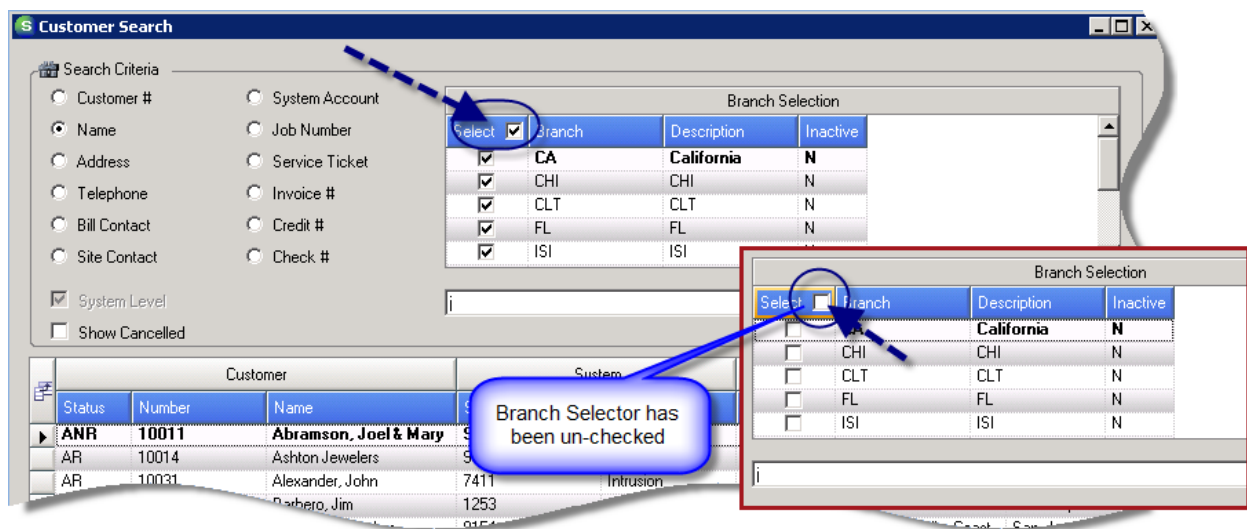 Customer Search
Search Criteria
Customer # System Account Branch Selection
Name Job Number Select Branch Description Inactive
Address Service Ticket CA California N
CHI CHI N
Telephone Invoice # CLT CLT N
Bill Contact Credit # FL FL N
Site Contact Check # ISI ISI
System Level i
Show Cancelled
Branch Selection
Select Branch Description Inactive
California N
CHI CHI N
CLT CLT N
FL FL N
ISI ISI N
i
Branch Selector has
been un-checked
Customer System
Status Number Name
ANR 10011 Abramson, Joel & Mary
AR 10014 Ashton Jewelers
AR 10031 Alexander, John 7411 Intrusion
Barbero, Jim 1253